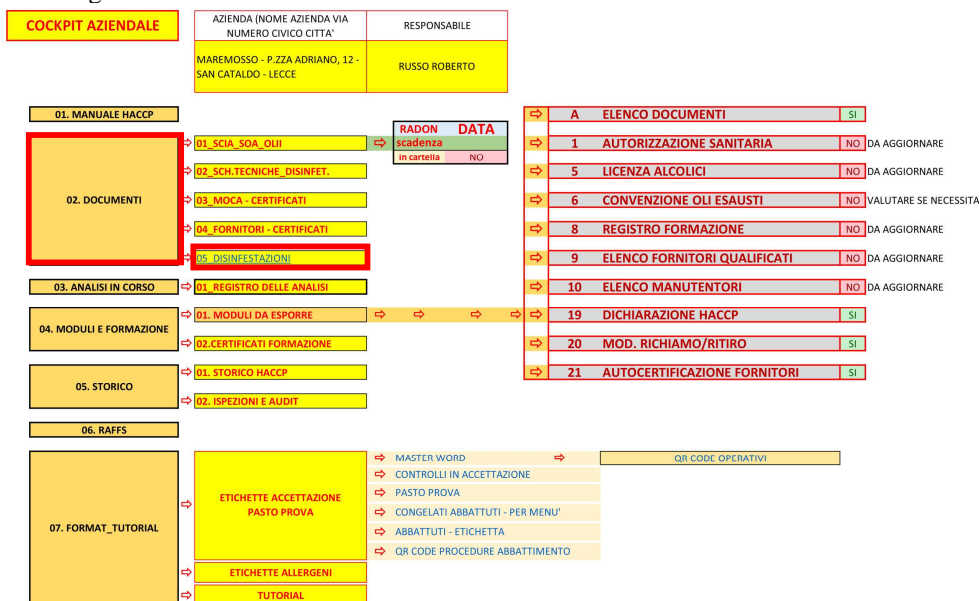 COCKPIT AZIENDALE
AZIENDA (NOME AZIENDA VIA
NUMERO CIVICO CITTA'
RESPONSABILE
MAREMOSSO - P.ZZA ADRIANO, 12 -
SAN CATALDO - LECCE
RUSSO ROBERTO
01. MANUALE HACCP
02. DOCUMENTI
01_SCIA_SOA_OLII
02_SCH.TECNICHE_DISINFET.
03_MOCA - CERTIFICATI
04_FORNITORI - CERTIFICATI
05_DISINFESTAZIONI
RADON DATA
scadenza
in cartella NO
A ELENCO DOCUMENTI SI
1 AUTORIZZAZIONE SANITARIA NO DA AGGIORNARE
5 LICENZA ALCOLICI NO DA AGGIORNARE
6 CONVENZIONE OLI ESAUSTI NO VALUTARE SE NECESSITA
8 REGISTRO FORMAZIONE NO DA AGGIORNARE
9 ELENCO FORNITORI QUALIFICATI NO DA AGGIORNARE
10 ELENCO MANUTENTORI NO DA AGGIORNARE
19 DICHIARAZIONE HACCP SI
20 MOD. RICHIAMO/RITIRO SI
21 AUTOCERTIFICAZIONE FORNITORI SI
03. ANALISI IN CORSO
01_REGISTRO DELLE ANALISI
04. MODULI E FORMAZIONE
01. MODULI DA ESPORRE
02.CERTIFICATI FORMAZIONE
05. STORICO
01. STORICO HACCP
02. ISPEZIONI E AUDIT
06. RAFFS
07. FORMAT_TUTORIAL
ETICHETTE ACCETTAZIONE
PASTO PROVA
MASTER WORD
QR CODE OPERATIVI
CONTROLLI IN ACCETTAZIONE
PASTO PROVA
CONGELATI ABBATTUTI - PER MENU'
ABBATTUTI - ETICHETTA
QR CODE PROCEDURE ABBATTIMENTO
ETICHETTE ALLERGENI
TUTORIAL